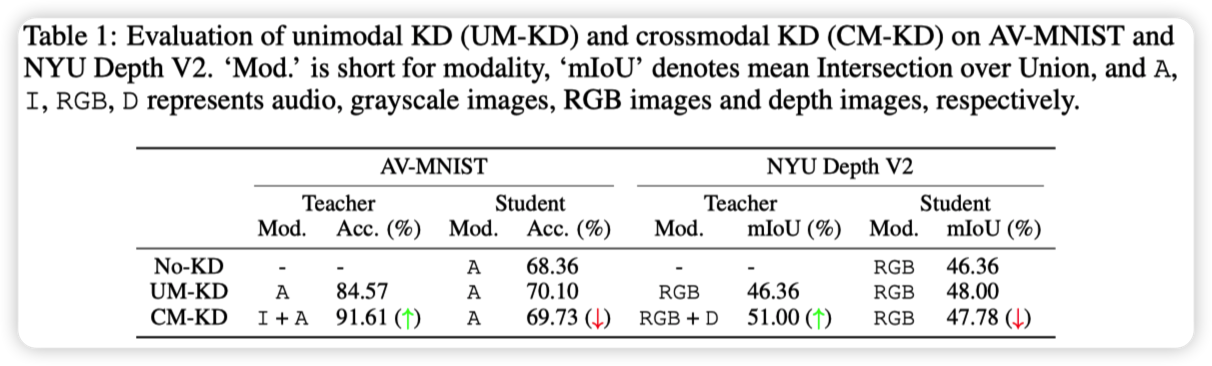 Table 1: Evaluation of unimodal KD (UM-KD) and crossmodal KD (CM-KD) on AV-MNIST and
NYU Depth V2. ‘Mod.’ is short for modality, ‘mIoU’ denotes mean Intersection over Union, and A,
I, RGB, D represents audio, grayscale images, RGB images and depth images, respectively.
AV-MNIST NYU Depth V2
Teacher Student Teacher Student
Mod. Acc. (%) Mod. Acc. (%) Mod. mIoU (%) Mod. mIoU (%)
No-KD - - A 68.36 - - RGB 46.36
UM-KD A 84.57 A 70.10 RGB 46.36 RGB 48.00
CM-KD I + A 91.61 (↑) A 69.73 (↓) RGB + D 51.00 (↑) RGB 47.78 (↓)